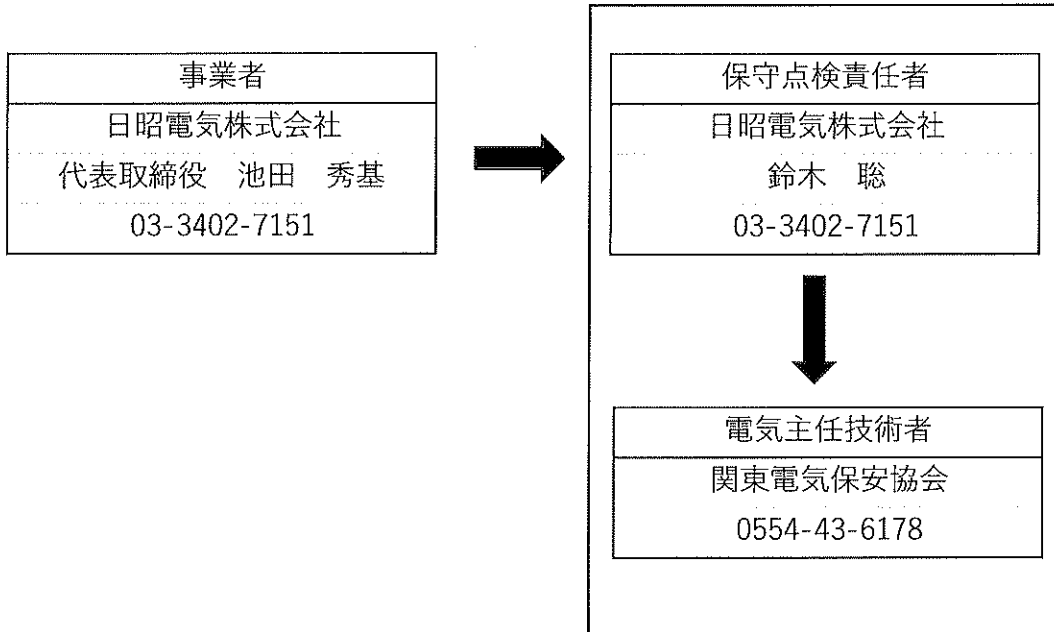 事業者
日昭電気株式会社
代表取締役　池田　秀基
03-3402-7151
保守点検責任者
日昭電気株式会社
鈴木　聡
03-3402-7151
電気主任技術者
関東電気保安協会
0554-43-6178